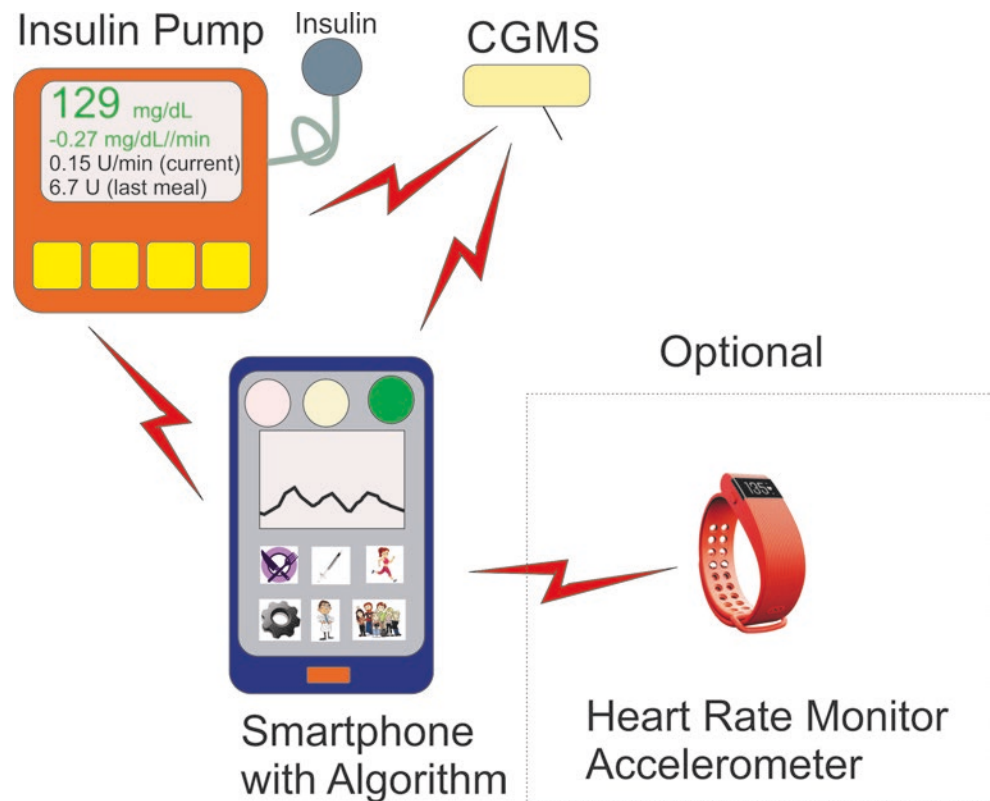 Insulin Pump
Insulin
CGMS
129 mg/dL
-0.27 mg/dL//min
0.15 U/min (current)
6.7 U (last meal)
Optional
135
Smartphone
with Algorithm
Heart Rate Monitor
Accelerometer